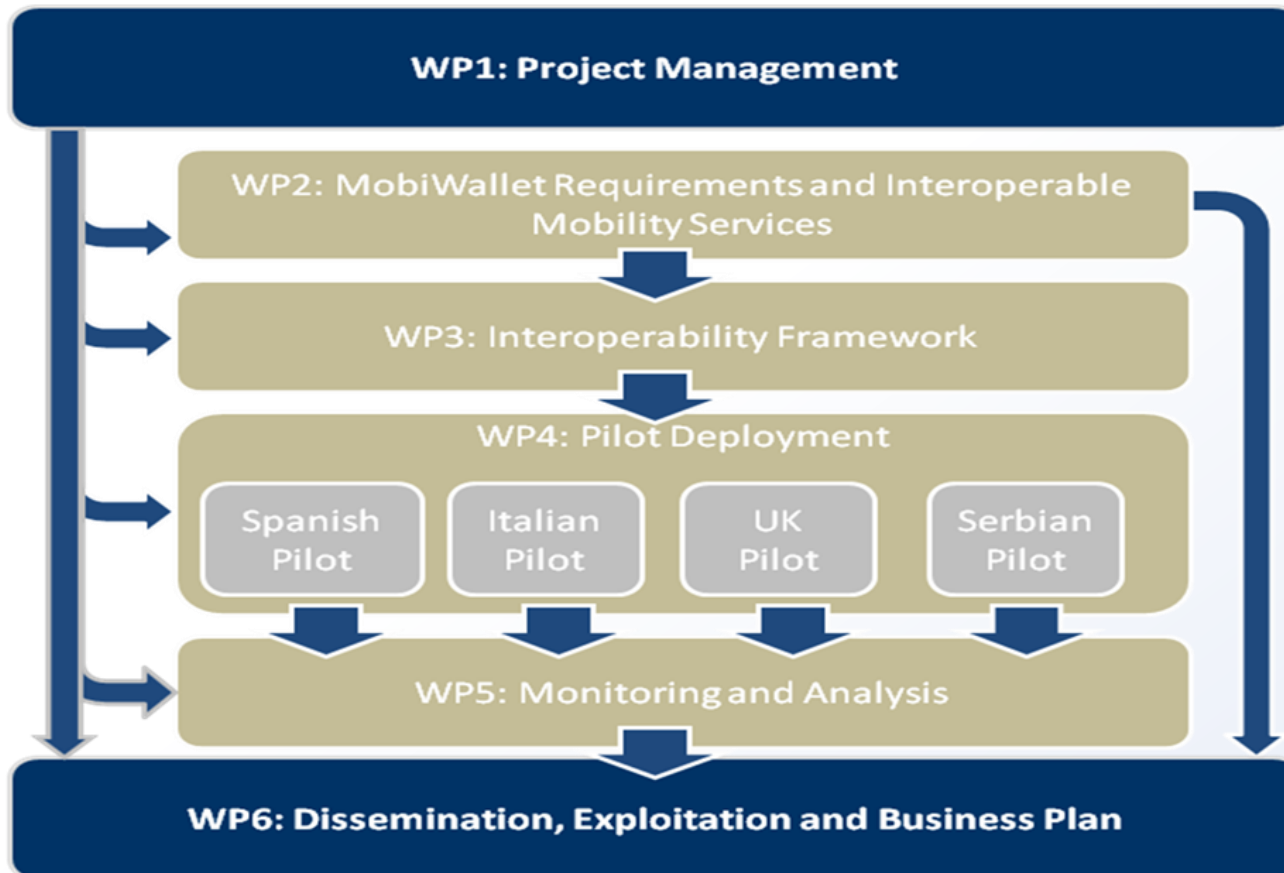 WP1: Project Management
WP2: MobiWallet Requirements and Interoperable
Mobility Services
WP3: Interoperability Framework
WP4: Pilot Deployment
Spanish
Pilot
Italian
Pilot
UK
Pilot
Serbian
Pilot
WP5: Monitoring and Analysis
WP6: Dissemination, Exploitation and Business Plan